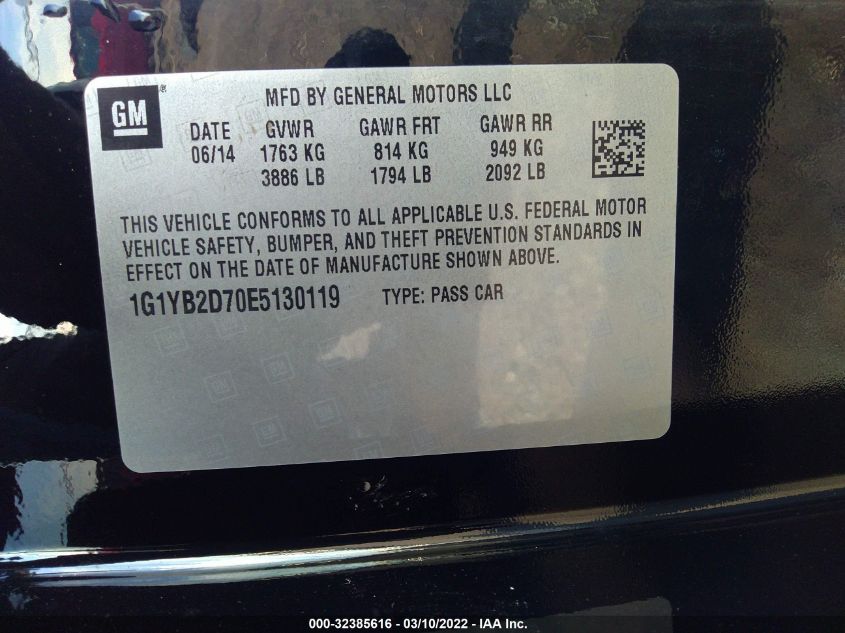 GM
MFD BY GENERAL MOTORS LLC
DATE GVWR GAWR FRT GAWR RR
06/14 1763 KG 814 KG 949 KG
3886 LB 1794 LB 2092 LB
THIS VEHICLE CONFORMS TO ALL APPLICABLE U.S. FEDERAL MOTOR
VEHICLE SAFETY, BUMPER, AND THEFT PREVENTION STANDARDS IN
EFFECT ON THE DATE OF MANUFACTURE SHOWN ABOVE.
1G1YB2D70E5130119 TYPE: PASS CAR
000-32385616 - 03/10/2022 - IAA Inc.